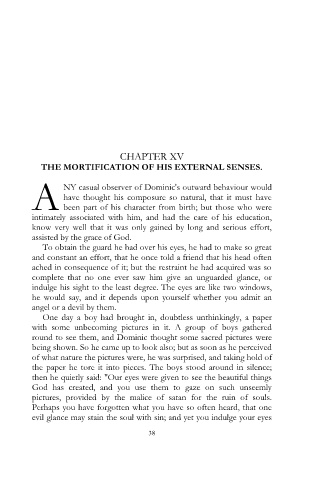 CHAPTER XV
THE MORTIFICATION OF HIS EXTERNAL SENSES.
ANY casual observer of Dominic's outward behaviour would
have thought his composure so natural, that it must have
been part of his character from birth; but those who were
intimately associated with him, and had the care of his education,
know very well that it was only gained by long and serious effort,
assisted by the grace of God.
To obtain the guard he had over his eyes, he had to make so great
and constant an effort, that he once told a friend that his head often
ached in consequence of it; but the restraint he had acquired was so
complete that no one ever saw him give an unguarded glance, or
indulge his sight to the least degree. The eyes are like two windows,
he would say, and it depends upon yourself whether you admit an
angel or a devil by them.
One day a boy had brought in, doubtless unthinkingly, a paper
with some unbecoming pictures in it. A group of boys gathered
round to see them, and Dominic thought some sacred pictures were
being shown. So he came up to look also; but as soon as he perceived
of what nature the pictures were, he was surprised, and taking hold of
the paper he tore it into pieces. The boys stood around in silence;
then he quietly said: "Our eyes were given to see the beautiful things
God has created, and you use them to gaze on such unseemly
pictures, provided by the malice of satan for the ruin of souls.
Perhaps you have forgotten what you have so often heard, that one
evil glance may stain the soul with sin; and yet you indulge your eyes
38